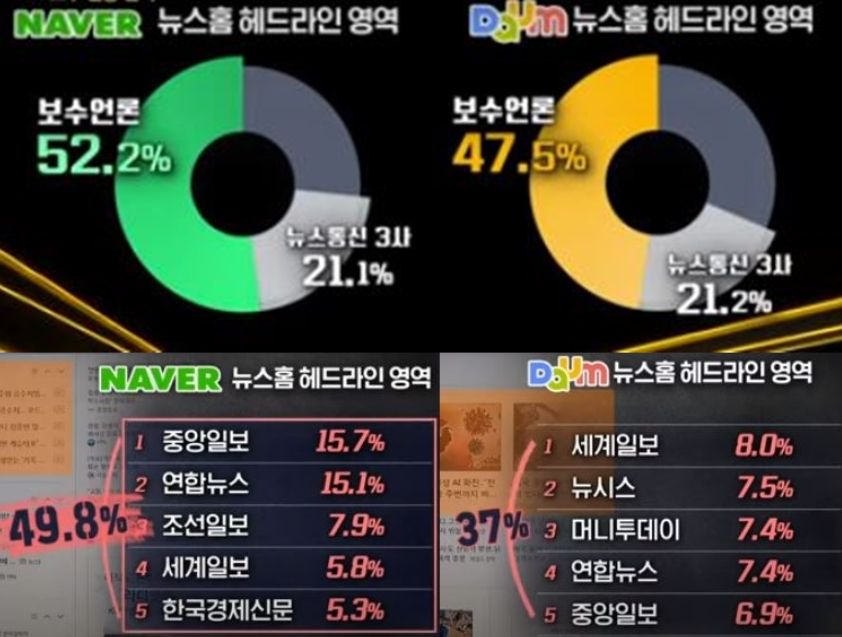 NAVER 뉴스홈 헤드라인 영역
보수언론
52.2%
뉴스통신 3사
21.1%
Daum 뉴스홈 헤드라인 영역
보수언론
47.5%
뉴스통신 3사
21.2%
NAVER 뉴스홈 헤드라인 영역
1 중앙일보 15.7%
2 연합뉴스 15.1%
3 조선일보 7.9%
4 세계일보 5.8%
5 한국경제신문 5.3%
49.8%
Daum 뉴스홈 헤드라인 영역
1 세계일보 8.0%
2 뉴시스 7.5%
3 머니투데이 7.4%
4 연합뉴스 7.4%
5 중앙일보 6.9%
37%